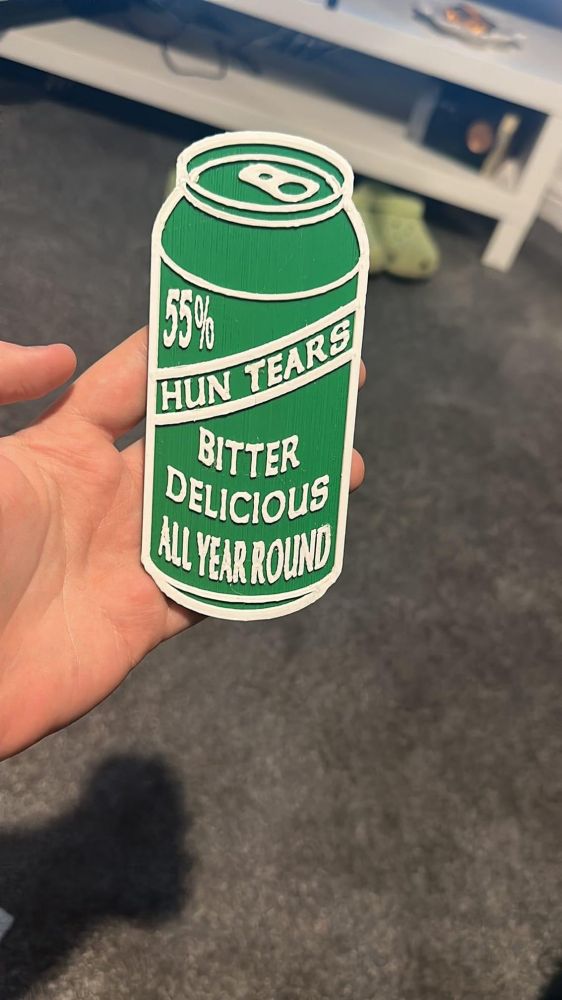 55%
HUN TEARS
BITTER
DELICIOUS
ALL YEAR ROUND